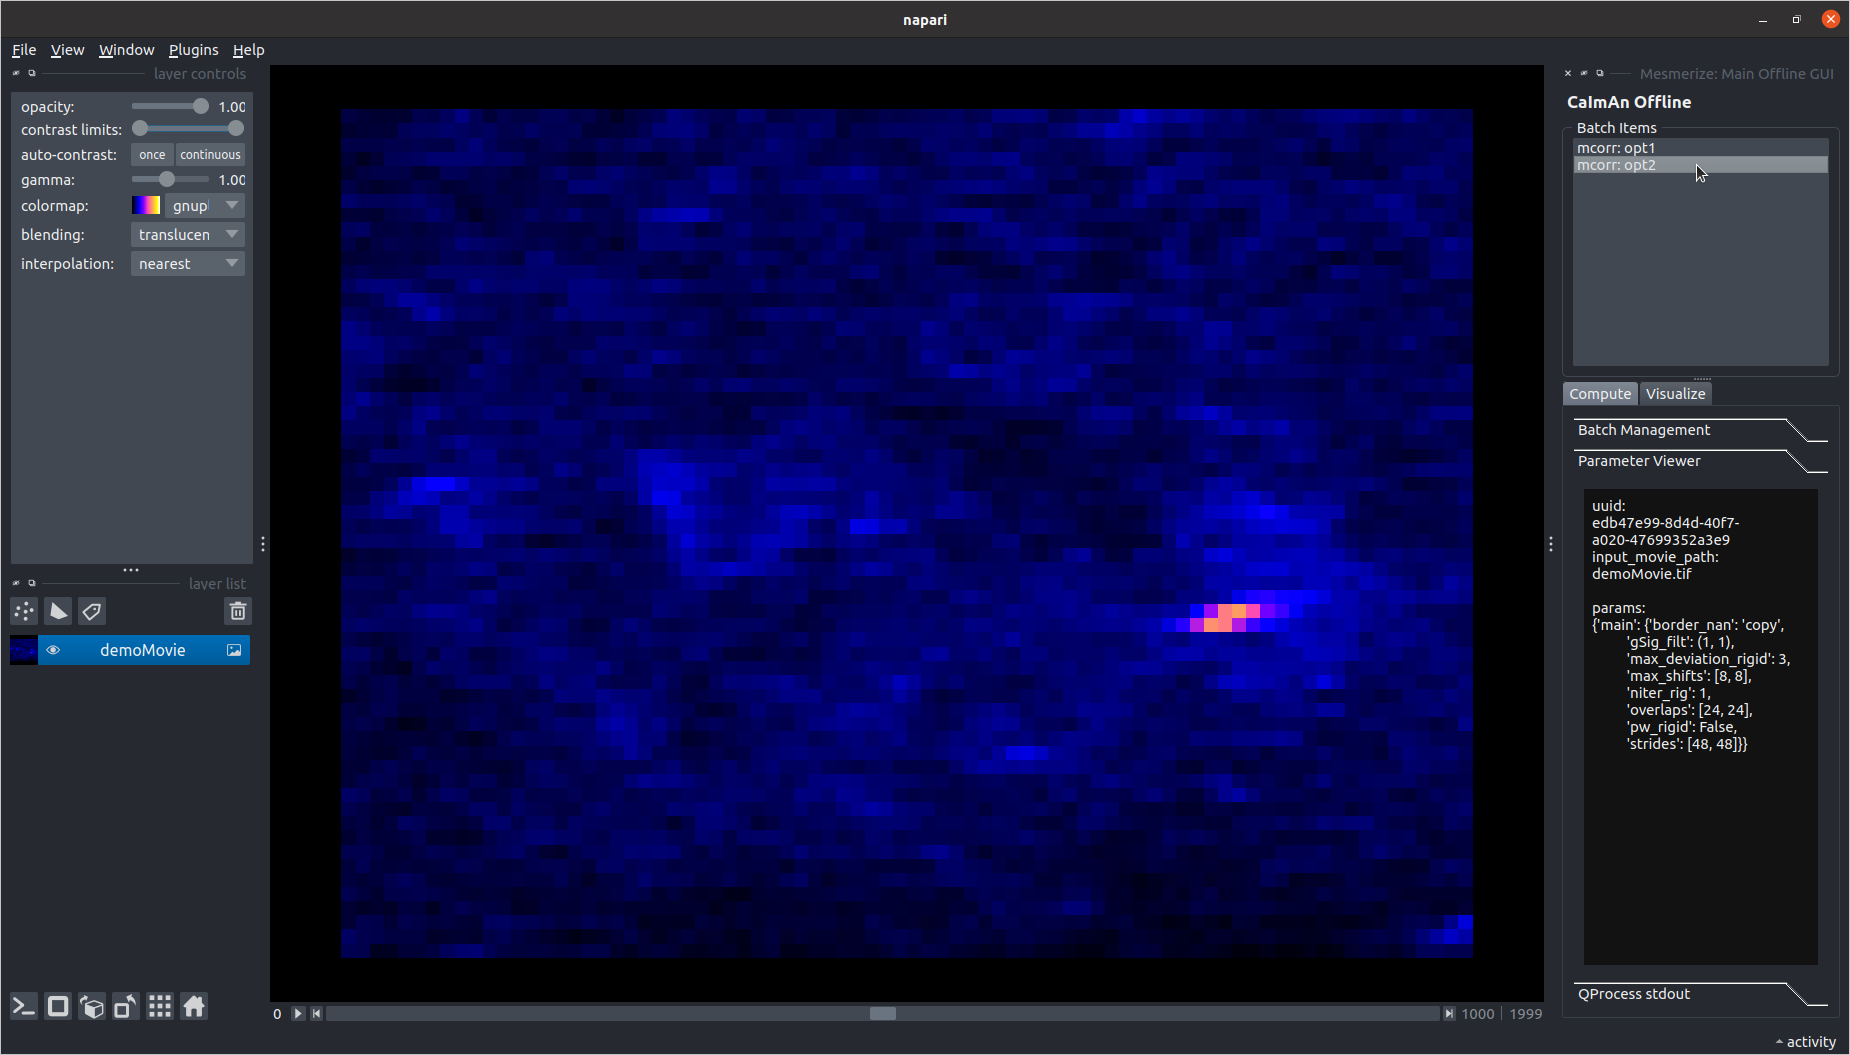 napari
File View Window Plugins Help
layer controls
opacity: 1.00
contrast limits:
auto-contrast: once continuous
gamma: 1.00
colormap: gnupl
blending: translucen
interpolation: nearest
layer list
demoMovie
0 1000 1999
Mesmerize: Main Offline GUI
CaImAn Offline
Batch Items
mcorr: opt1
mcorr: opt2
Compute Visualize
Batch Management
Parameter Viewer
uuid:
edb47e99-8d4d-40f7-
a020-47699352a3e9
input_movie_path:
demoMovie.tif
params:
{'main': {'border_nan': 'copy',
'gSig_filt': (1, 1),
'max_deviation_rigid': 3,
'max_shifts': [8, 8],
'niter_rig': 1,
'overlaps': [24, 24],
'pw_rigid': False,
'strides': [48, 48]}}
QProcess stdout
activity